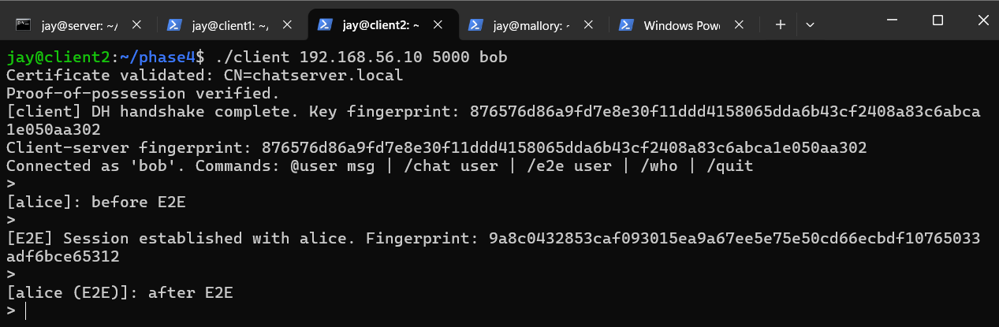 jay@server: ~/
jay@client1: ~/
jay@client2: ~
jay@mallory: ~
Windows Pow
jay@client2:~/phase4$ ./client 192.168.56.10 5000 bob
Certificate validated: CN=chatserver.local
Proof-of-possession verified.
[client] DH handshake complete. Key fingerprint: 876576d86a9fd7e8e30f11ddd4158065dda6b43cf2408a83c6abca
1e050aa302
Client-server fingerprint: 876576d86a9fd7e8e30f11ddd4158065dda6b43cf2408a83c6abca1e050aa302
Connected as 'bob'. Commands: @user msg | /chat user | /e2e user | /who | /quit
>
[alice]: before E2E
>
[E2E] Session established with alice. Fingerprint: 9a8c0432853caf093015ea9a67ee5e75e50cd66ecbdf10765033
adf6bce65312
>
[alice (E2E)]: after E2E
>